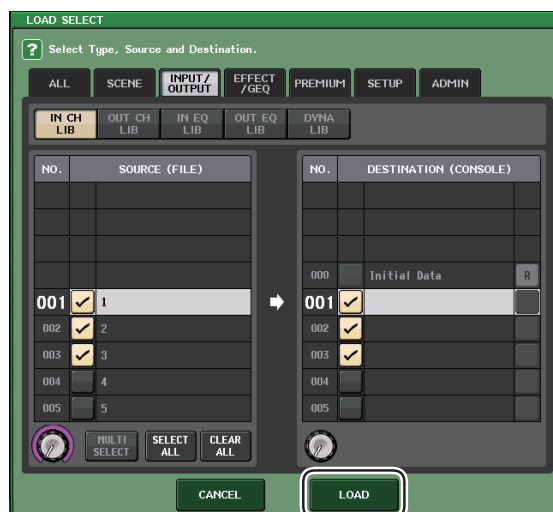 LOAD SELECT
? Select Type, Source and Destination.
ALL SCENE INPUT/OUTPUT EFFECT/GEQ PREMIUM SETUP ADMIN
IN CH LIB OUT CH LIB IN EQ LIB OUT EQ LIB DYNA LIB
NO. SOURCE (FILE) NO. DESTINATION (CONSOLE)
000 Initial Data R
001 1 001
002 2 002
003 3 003
004 4 004
005 5 005
MULTI SELECT SELECT ALL CLEAR ALL
CANCEL LOAD